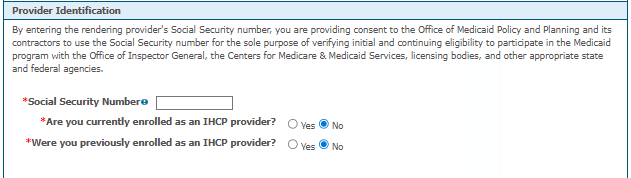 Provider Identification
By entering the rendering provider's Social Security number, you are providing consent to the Office of Medicaid Policy and Planning and its
contractors to use the Social Security number for the sole purpose of verifying initial and continuing eligibility to participate in the Medicaid
program with the Office of Inspector General, the Centers for Medicare & Medicaid Services, licensing bodies, and other appropriate state
and federal agencies.
*Social Security Number
*Are you currently enrolled as an IHCP provider? Yes No
*Were you previously enrolled as an IHCP provider? Yes No